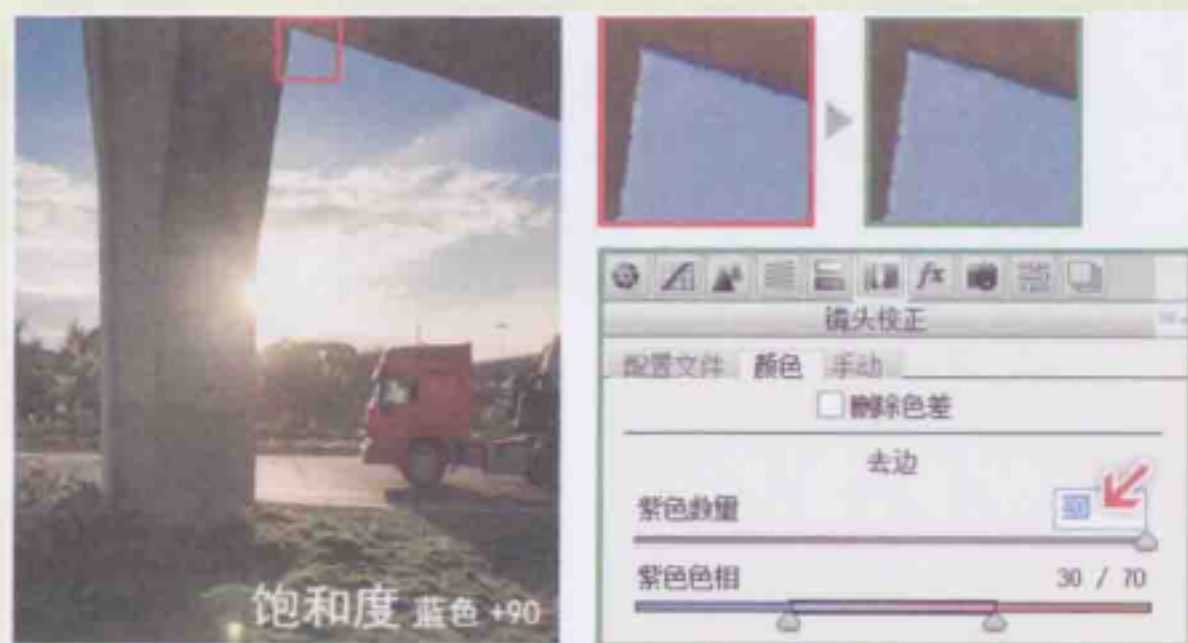 饱和度 蓝色 +90
镜头校正
配置文件 颜色 手动
删除色差
去边
紫色数量
紫色色相 30 / 70